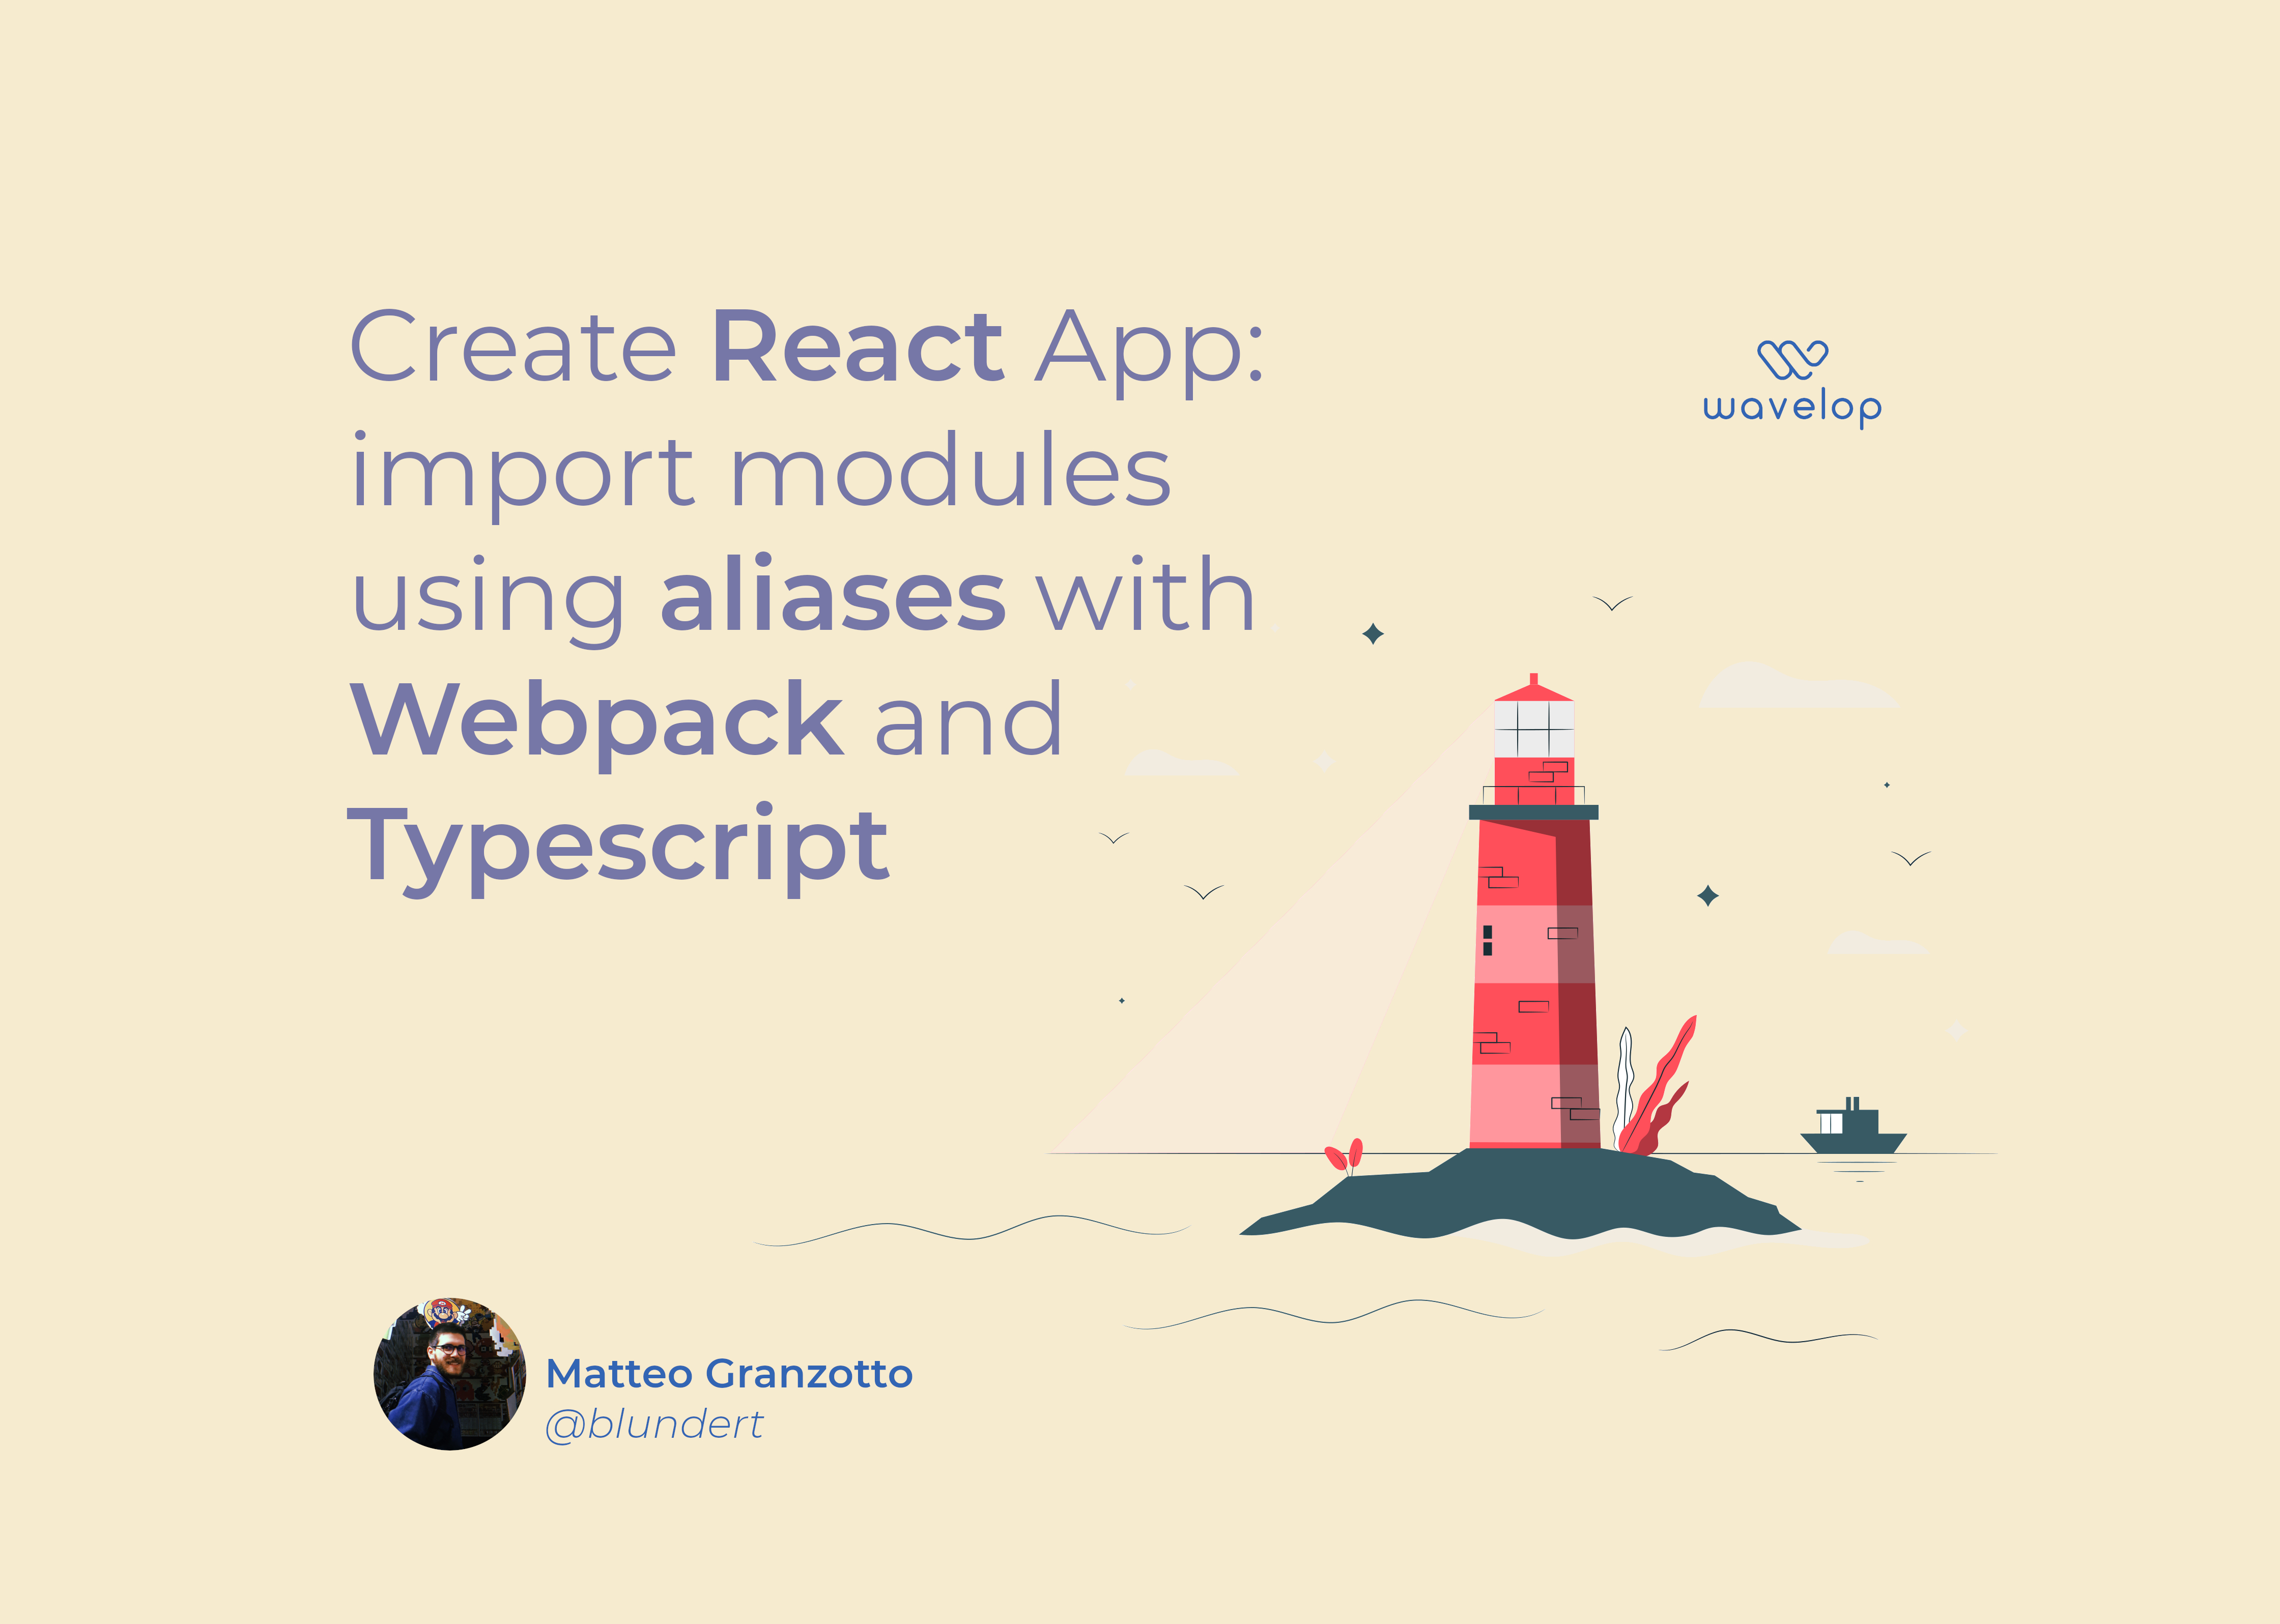 Create React App:
import modules
using aliases with
Webpack and
Typescript
wavelop
Matteo Granzotto
@blundert